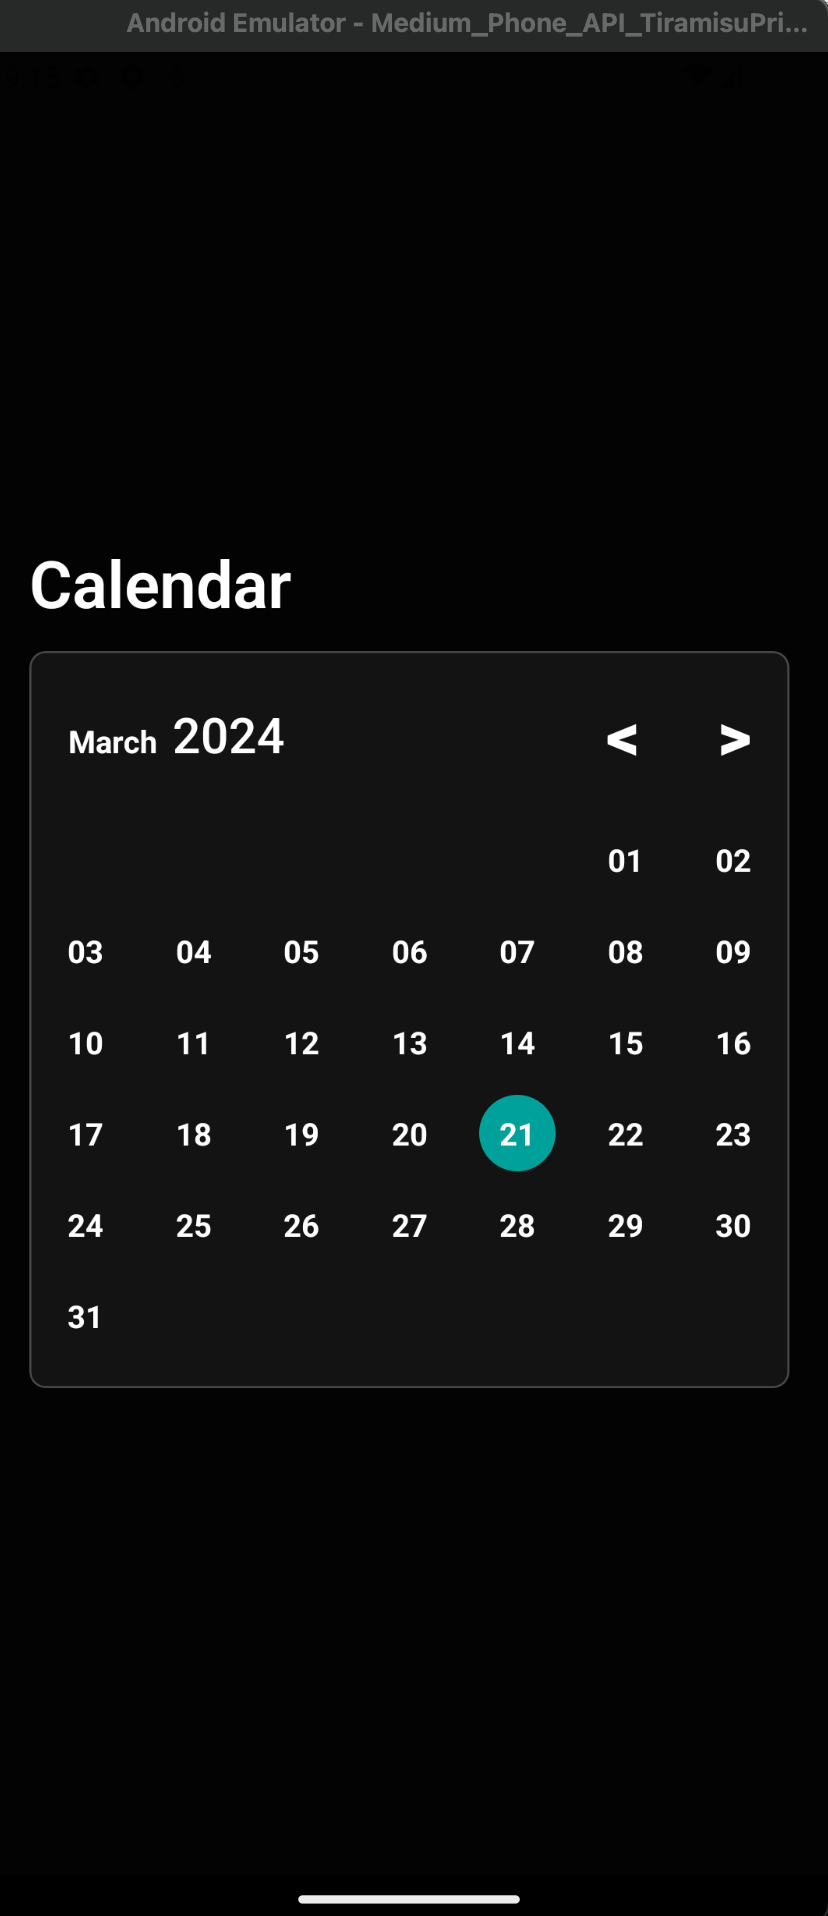 Android Emulator - Medium_Phone_API_TiramisuPri...
Calendar
March 2024 < >
01 02
03 04 05 06 07 08 09
10 11 12 13 14 15 16
17 18 19 20 21 22 23
24 25 26 27 28 29 30
31